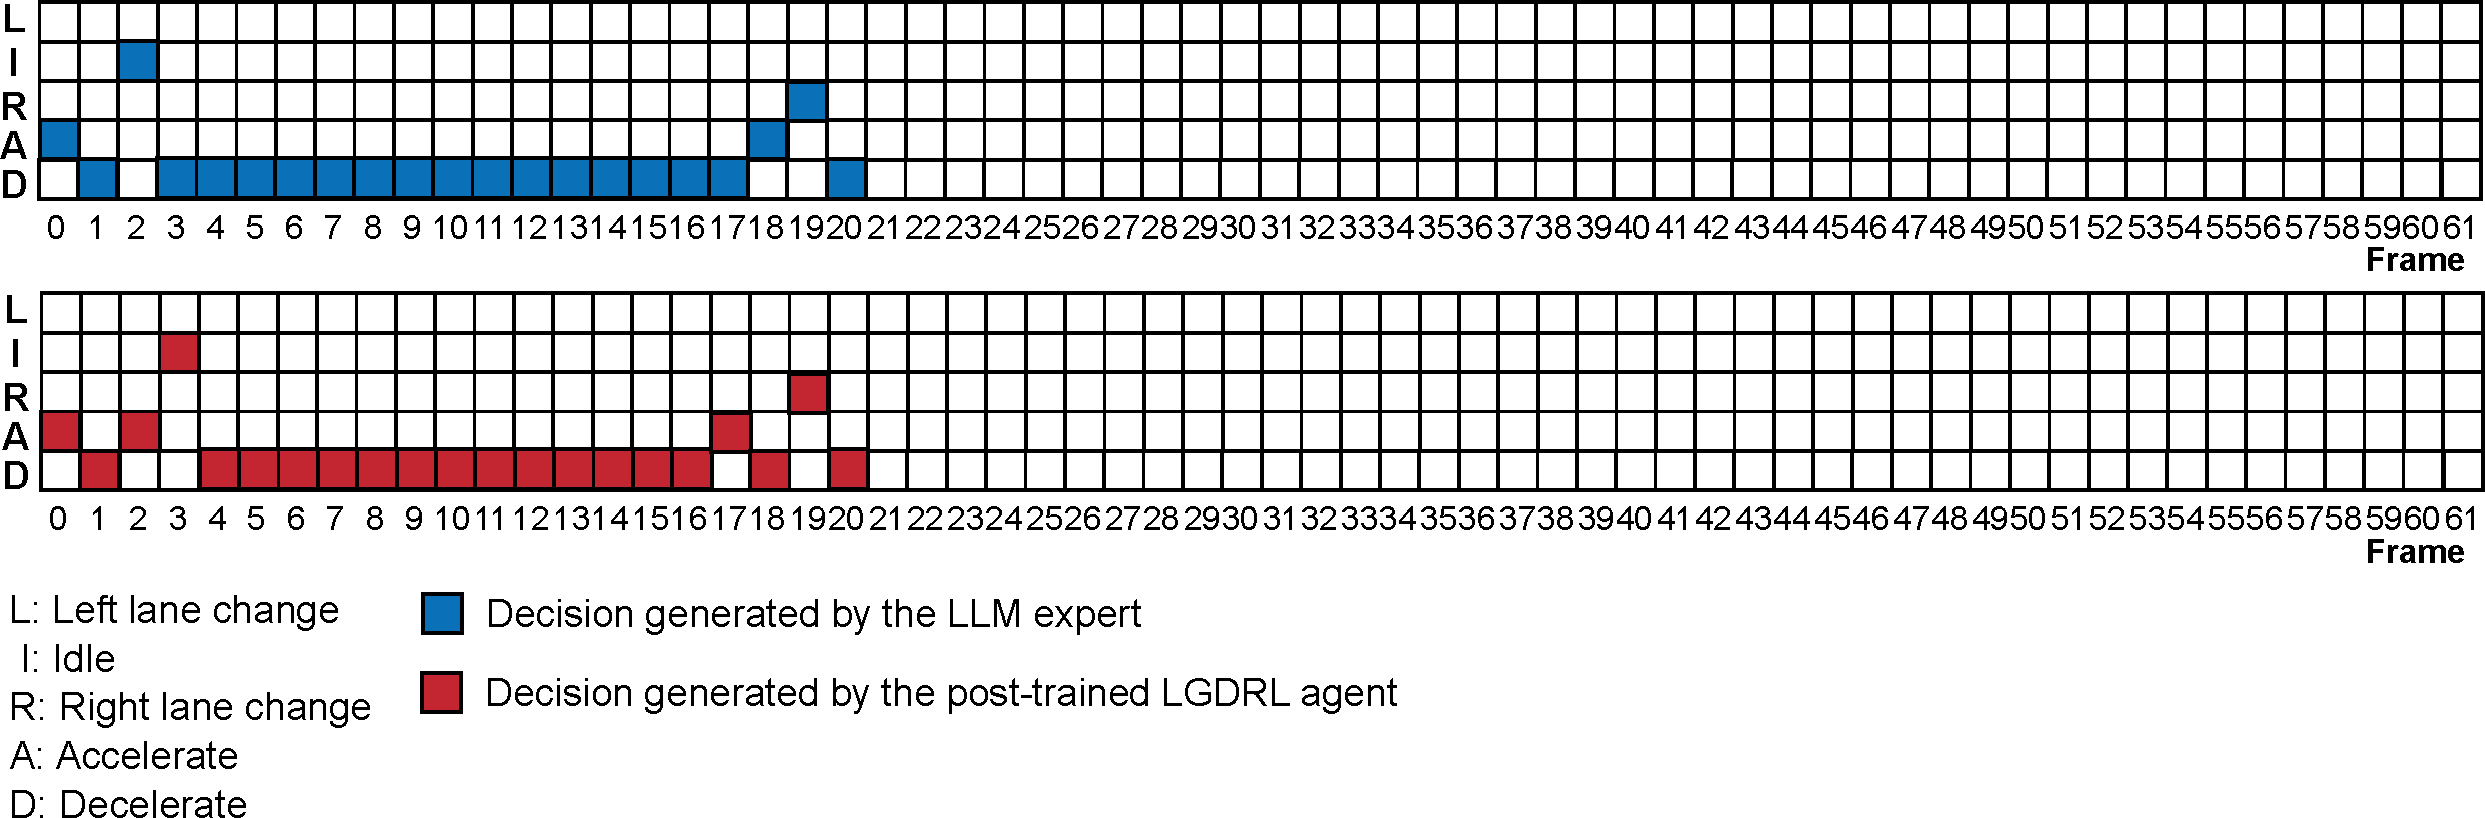 L
I
R
A
D
0 1 2 3 4 5 6 7 8 9 10 11 12 13 14 15 16 17 18 19 20 21 22 23 24 25 26 27 28 29 30 31 32 33 34 35 36 37 38 39 40 41 42 43 44 45 46 47 48 49 50 51 52 53 54 55 56 57 58 59 60 61
Frame
L
I
R
A
D
0 1 2 3 4 5 6 7 8 9 10 11 12 13 14 15 16 17 18 19 20 21 22 23 24 25 26 27 28 29 30 31 32 33 34 35 36 37 38 39 40 41 42 43 44 45 46 47 48 49 50 51 52 53 54 55 56 57 58 59 60 61
Frame
L: Left lane change
I: Idle
R: Right lane change
A: Accelerate
D: Decelerate
Decision generated by the LLM expert
Decision generated by the post-trained LGDRL agent